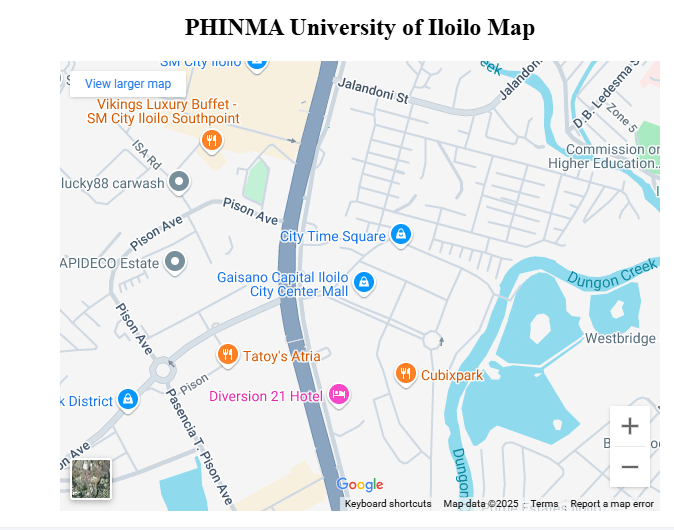 PHINMA University of Iloilo Map
SM City Iloilo
View larger map
Jalandoni St
Jalandoni
eek
D.B. Ledesma S
Zone 5
Vikings Luxury Buffet -
SM City Iloilo Southpoint
ISA Rd
Commission on
Higher Education...
lucky88 carwash
Pison Ave
Pison Ave
City Time Square
APIDECO Estate
Gaisano Capital Iloilo
City Center Mall
Dungon Creek
Pison Ave
Westbridge
Tatoy's Atria
Pison
Cubixpark
Diversion 21 Hotel
k District
Pasencia T. Pison Ave
on Ave
Dungon
Google
Keyboard shortcuts
Map data ©2025
Terms
Report a map error